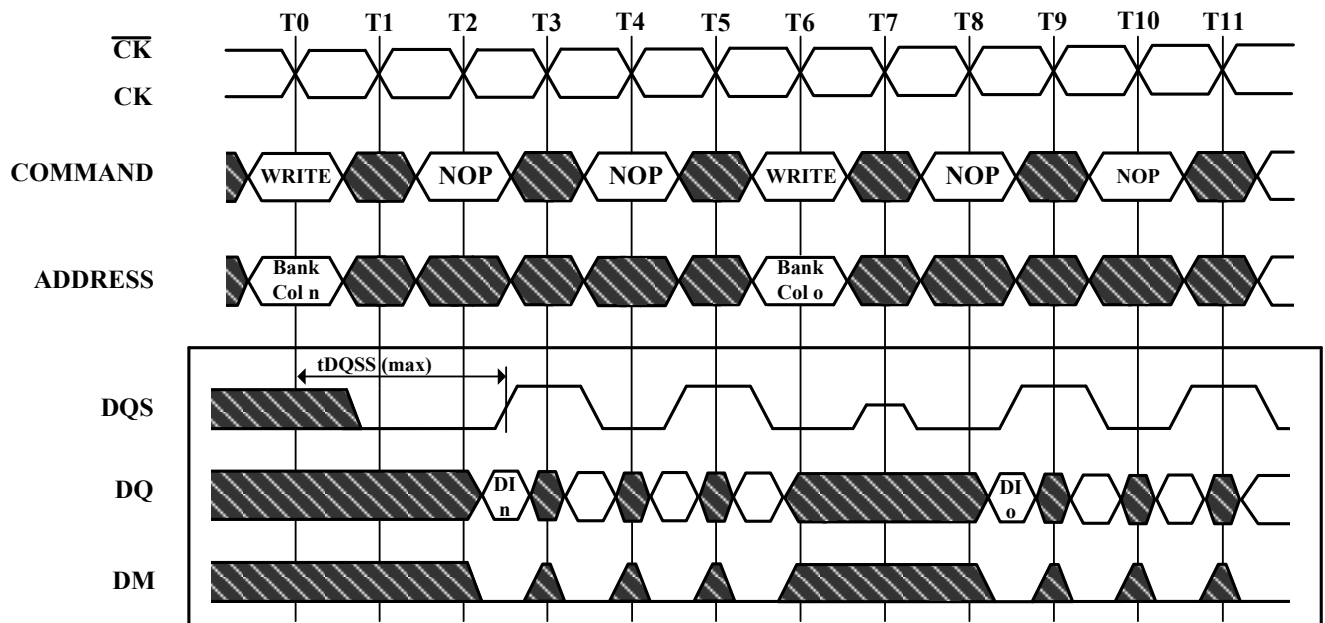 T0 T1 T2 T3 T4 T5 T6 T7 T8 T9 T10 T11
CK
CK
COMMAND WRITE NOP NOP WRITE NOP NOP
ADDRESS Bank Col n Bank Col o
tDQSS (max)
DQS
DQ DI n DI o
DM